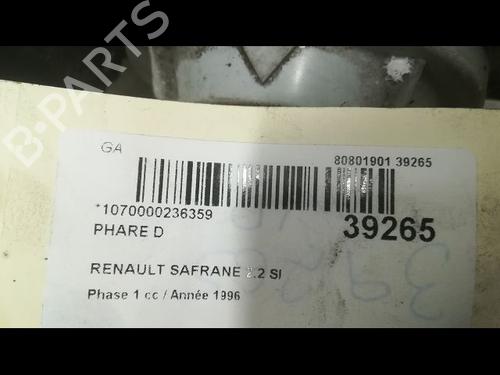 B-PARTS
GA
80801901 39265
*1070000236359
39265
PHARE D
RENAULT SAFRANE 2.2 SI
Phase 1 cc / Année 1996